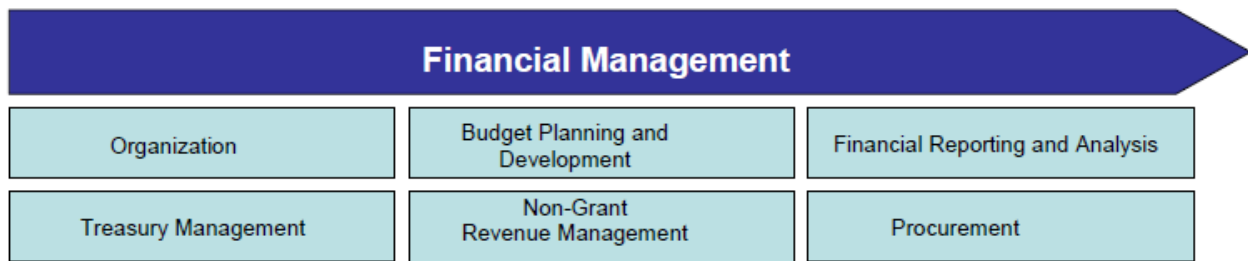 Financial Management
Organization
Budget Planning and
Development
Financial Reporting and Analysis
Treasury Management
Non-Grant
Revenue Management
Procurement